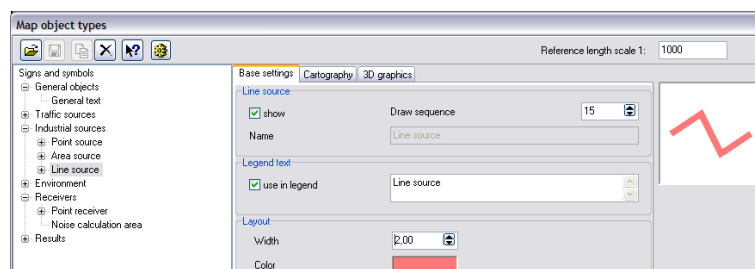 Map object types
Reference length scale 1: 1000
Signs and symbols
General objects
General text
Traffic sources
Industrial sources
Point source
Area source
Line source
Environment
Receivers
Point receiver
Noise calculation area
Results
Base settings Cartography 3D graphics
Line source
show Draw sequence 15
Name Line source
Legend text
use in legend Line source
Layout
Width 2,00
Color